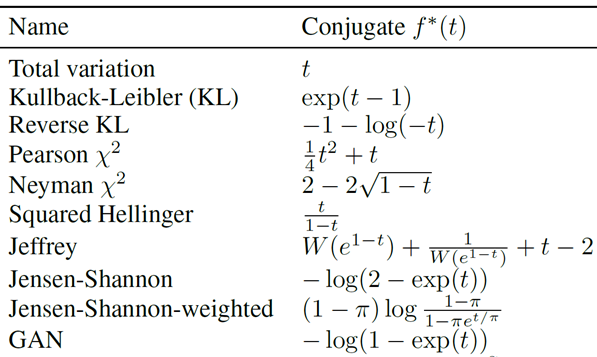 Name Conjugate f*(t)
Total variation t
Kullback-Leibler (KL) exp(t − 1)
Reverse KL −1 − log(−t)
Pearson χ² ¼t² + t
Neyman χ² 2 − 2√(1 − t)
Squared Hellinger t/(1−t)
Jeffrey W(e^{1−t}) + 1/W(e^{1−t}) + t − 2
Jensen-Shannon − log(2 − exp(t))
Jensen-Shannon-weighted (1 − π) log (1−π)/(1−πe^{t/π})
GAN − log(1 − exp(t))